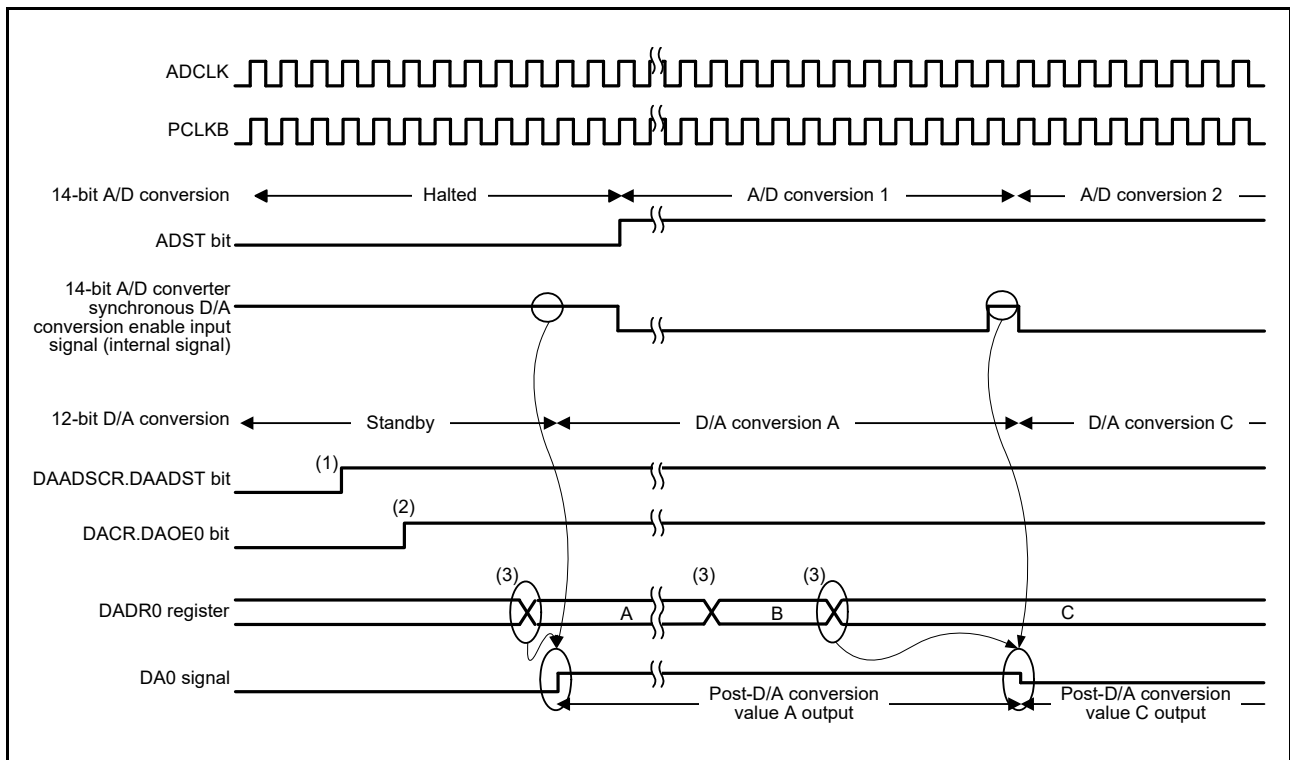 ADCLK
PCLKB
14-bit A/D conversion
Halted
A/D conversion 1
A/D conversion 2
ADST bit
14-bit A/D converter
synchronous D/A
conversion enable input
signal (internal signal)
12-bit D/A conversion
Standby
D/A conversion A
D/A conversion C
DAADSCR.DAADST bit
(1)
DACR.DAOE0 bit
(2)
(3)
(3)
(3)
DADR0 register
A
B
C
DA0 signal
Post-D/A conversion
value A output
Post-D/A conversion
value C output